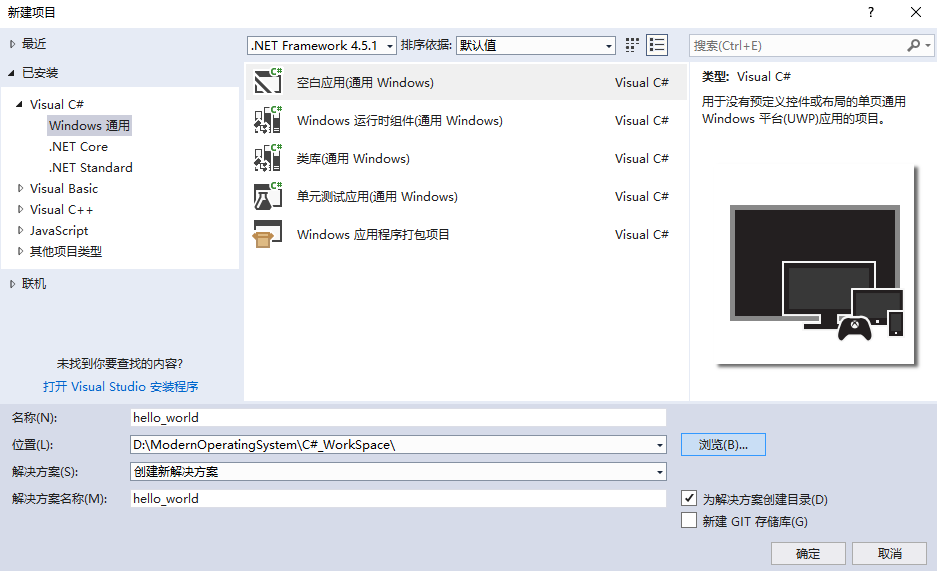 新建项目
?
最近
.NET Framework 4.5.1
排序依据:
默认值
搜索(Ctrl+E)
已安装
Visual C#
Windows 通用
.NET Core
.NET Standard
Visual Basic
Visual C++
JavaScript
其他项目类型
联机
未找到你要查找的内容?
打开 Visual Studio 安装程序
C#
空白应用(通用 Windows)
Visual C#
C#
Windows 运行时组件(通用 Windows)
Visual C#
C#
类库(通用 Windows)
Visual C#
C#
单元测试应用(通用 Windows)
Visual C#
Windows 应用程序打包项目
Visual C#
类型: Visual C#
用于没有预定义控件或布局的单页通用
Windows 平台(UWP)应用的项目。
名称(N):
hello_world
位置(L):
D:\ModernOperatingSystem\C#_WorkSpace\
浏览(B)...
解决方案(S):
创建新解决方案
解决方案名称(M):
hello_world
为解决方案创建目录(D)
新建 GIT 存储库(G)
确定
取消